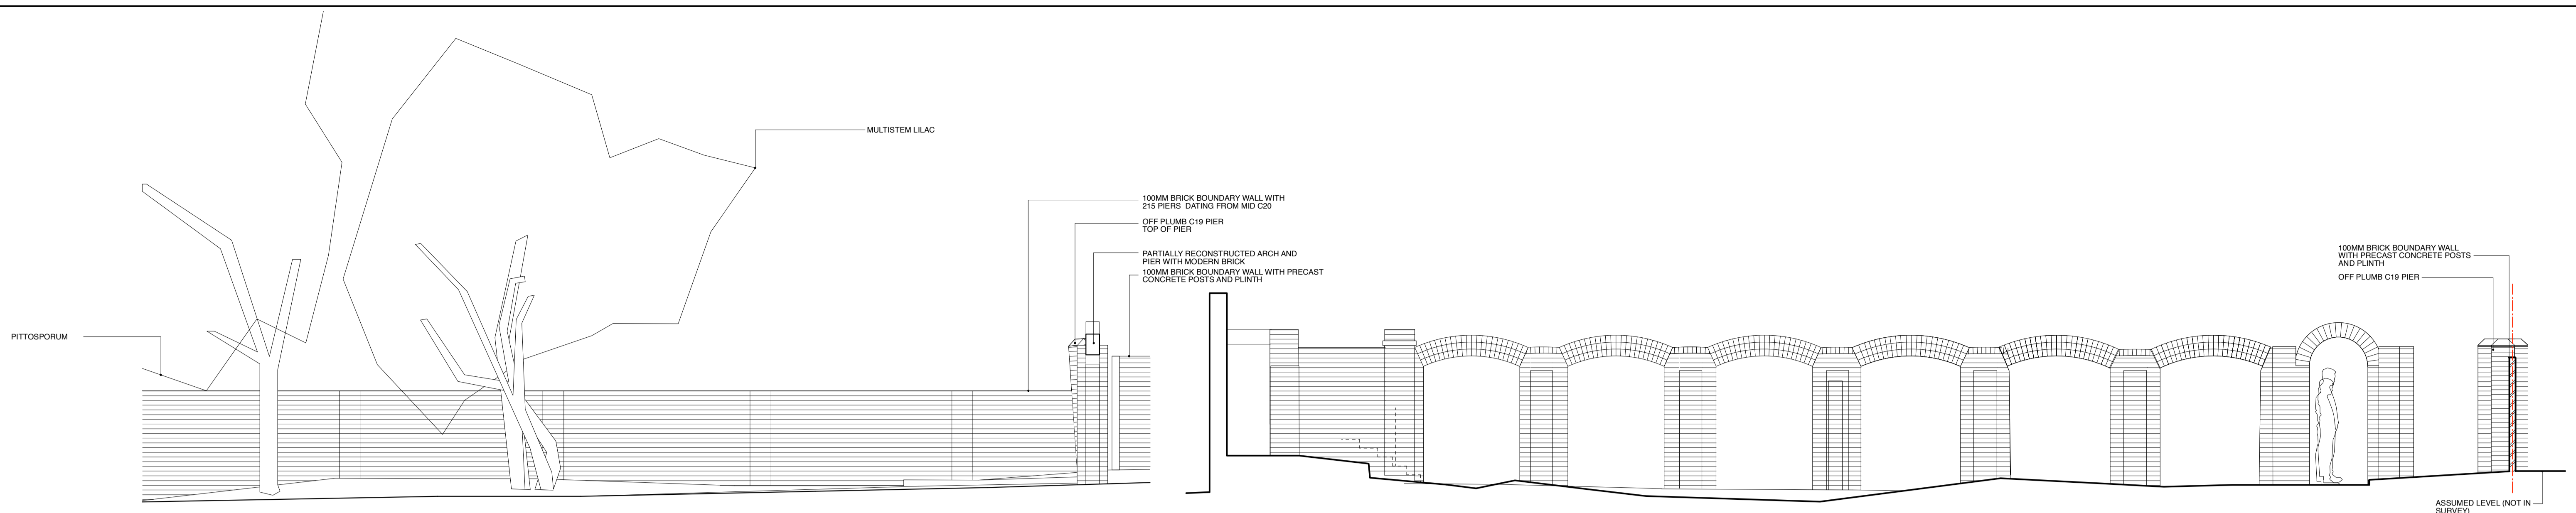 MULTISTEM LILAC
100MM BRICK BOUNDARY WALL WITH
215 PIERS DATING FROM MID C20
OFF PLUMB C19 PIER
TOP OF PIER
PARTIALLY RECONSTRUCTED ARCH AND
PIER WITH MODERN BRICK
100MM BRICK BOUNDARY WALL WITH PRECAST
CONCRETE POSTS AND PLINTH
PITTOSPORUM
100MM BRICK BOUNDARY WALL
WITH PRECAST CONCRETE POSTS
AND PLINTH
OFF PLUMB C19 PIER
ASSUMED LEVEL (NOT IN
SURVEY)